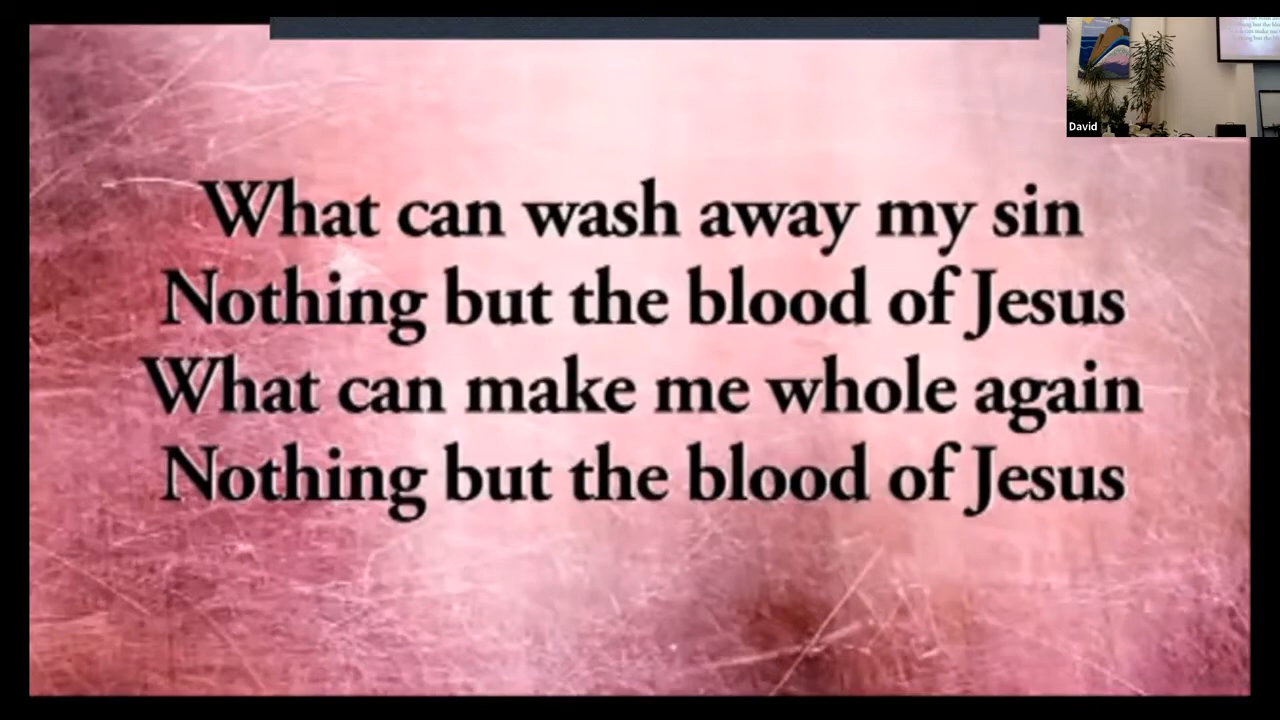 What can wash away my sin
Nothing but the blood of Jesus
What can make me whole again
Nothing but the blood of Jesus
David